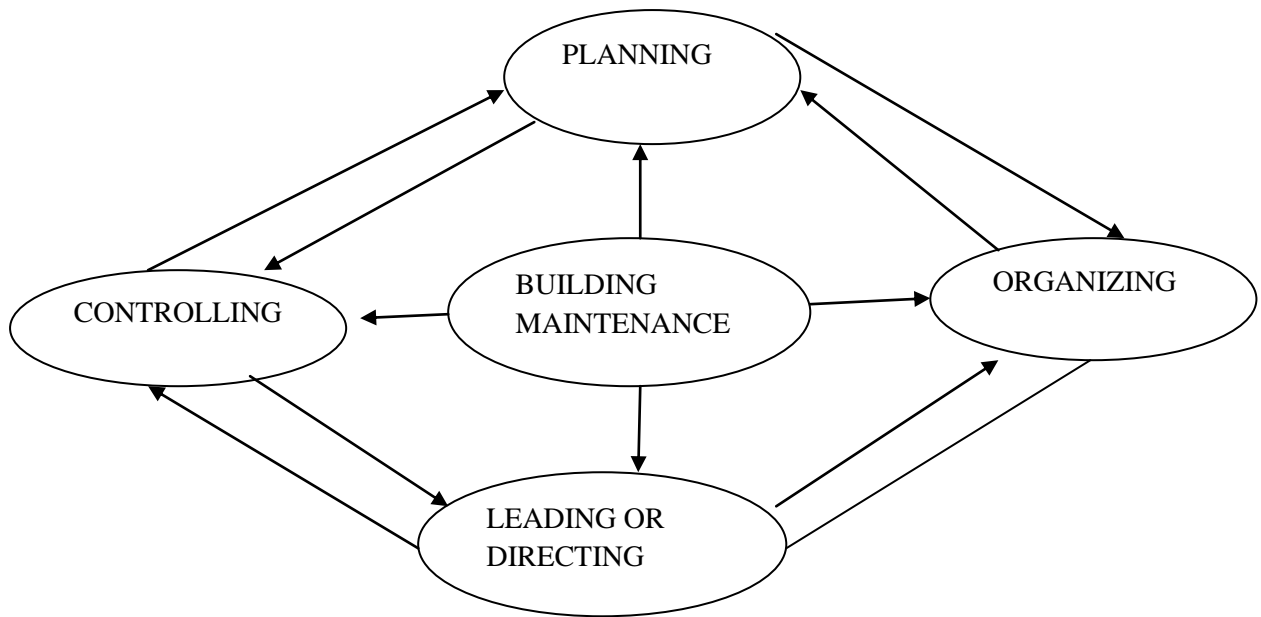 PLANNING
ORGANIZING
BUILDING
MAINTENANCE
CONTROLLING
LEADING OR
DIRECTING